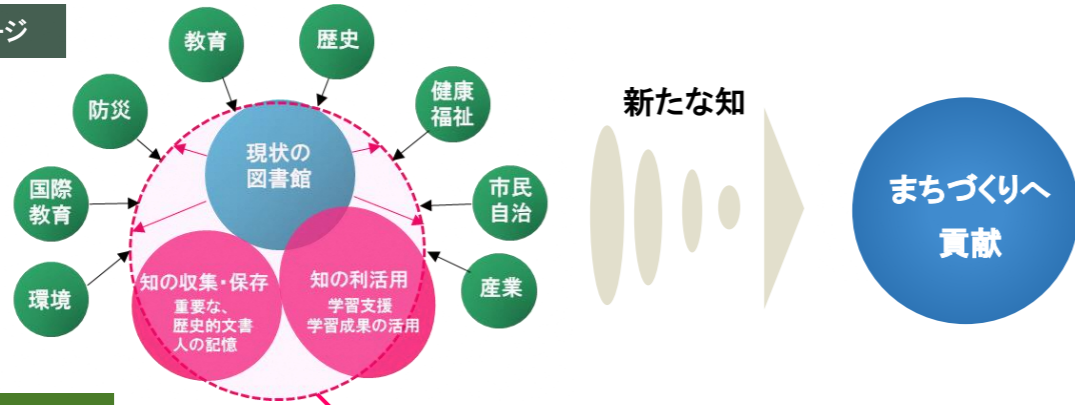 ージ
教育
歴史
防災
健康
福祉
新たな知
現状の
図書館
国際
教育
市民
自治
まちづくりへ
貢献
知の収集・保存
重要な、
歴史的文書
人の記憶
知の利活用
学習支援
学習成果の活用
環境
産業